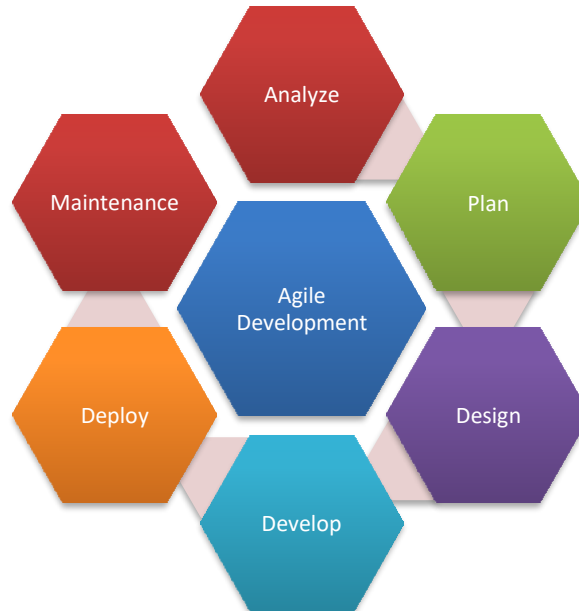 Analyze
Plan
Maintenance
Agile
Development
Design
Deploy
Develop